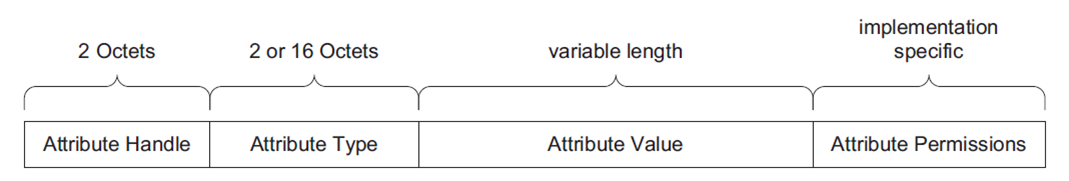 2 Octets
2 or 16 Octets
variable length
implementation
specific
Attribute Handle
Attribute Type
Attribute Value
Attribute Permissions